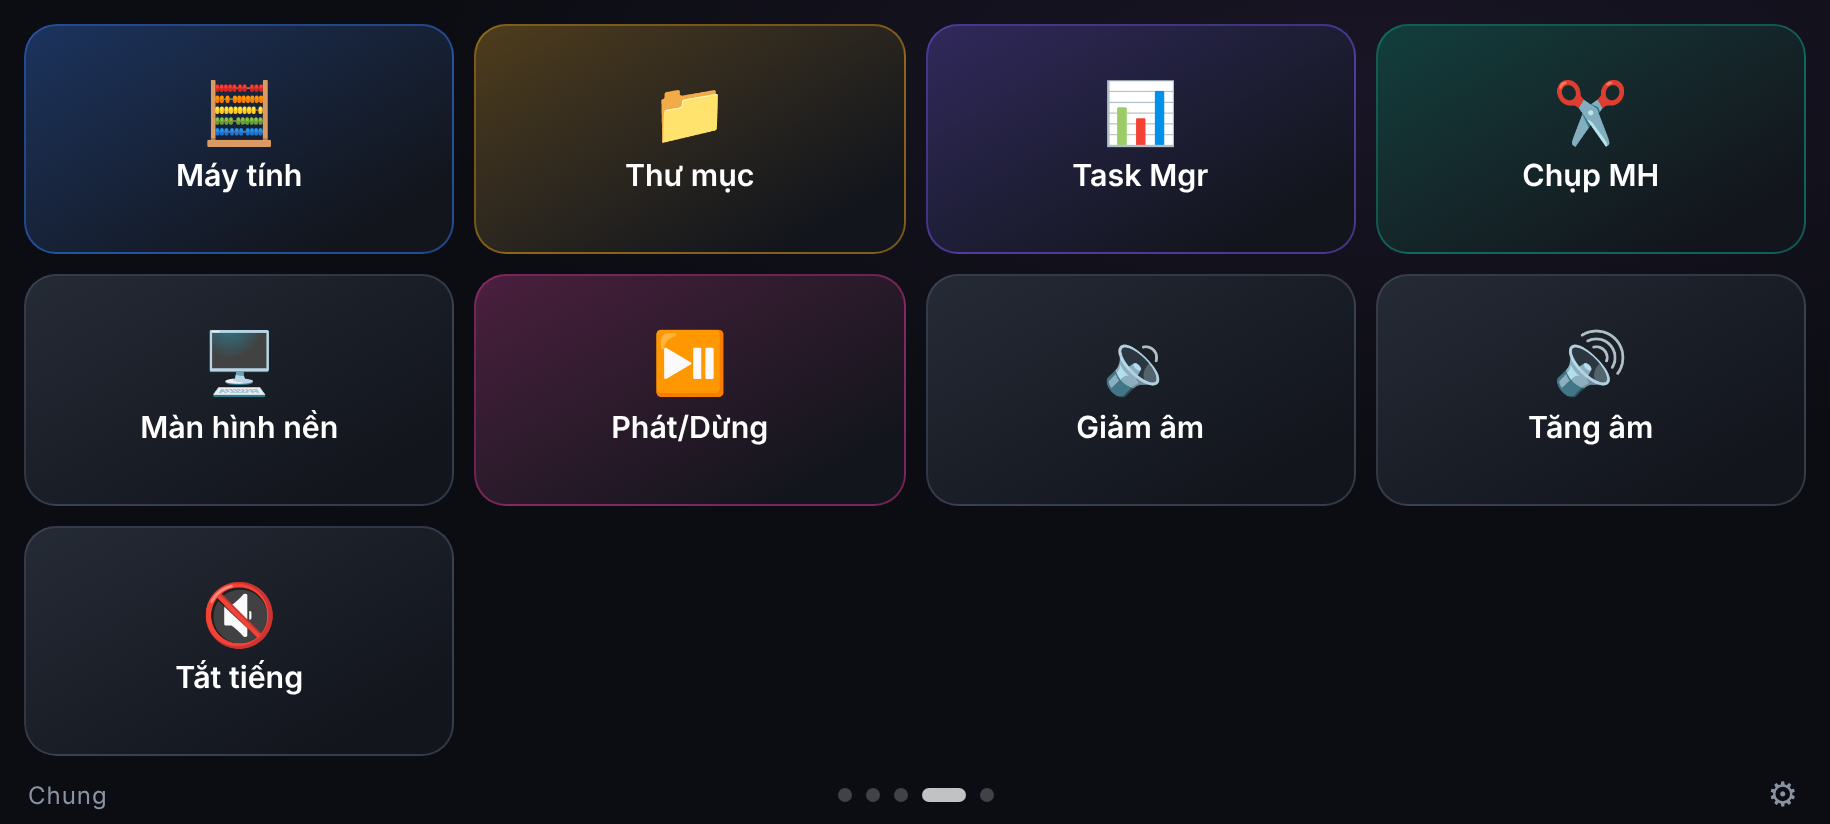 Máy tính
Thư mục
Task Mgr
Chụp MH
Màn hình nền
Phát/Dừng
Giảm âm
Tăng âm
Tắt tiếng
Chung